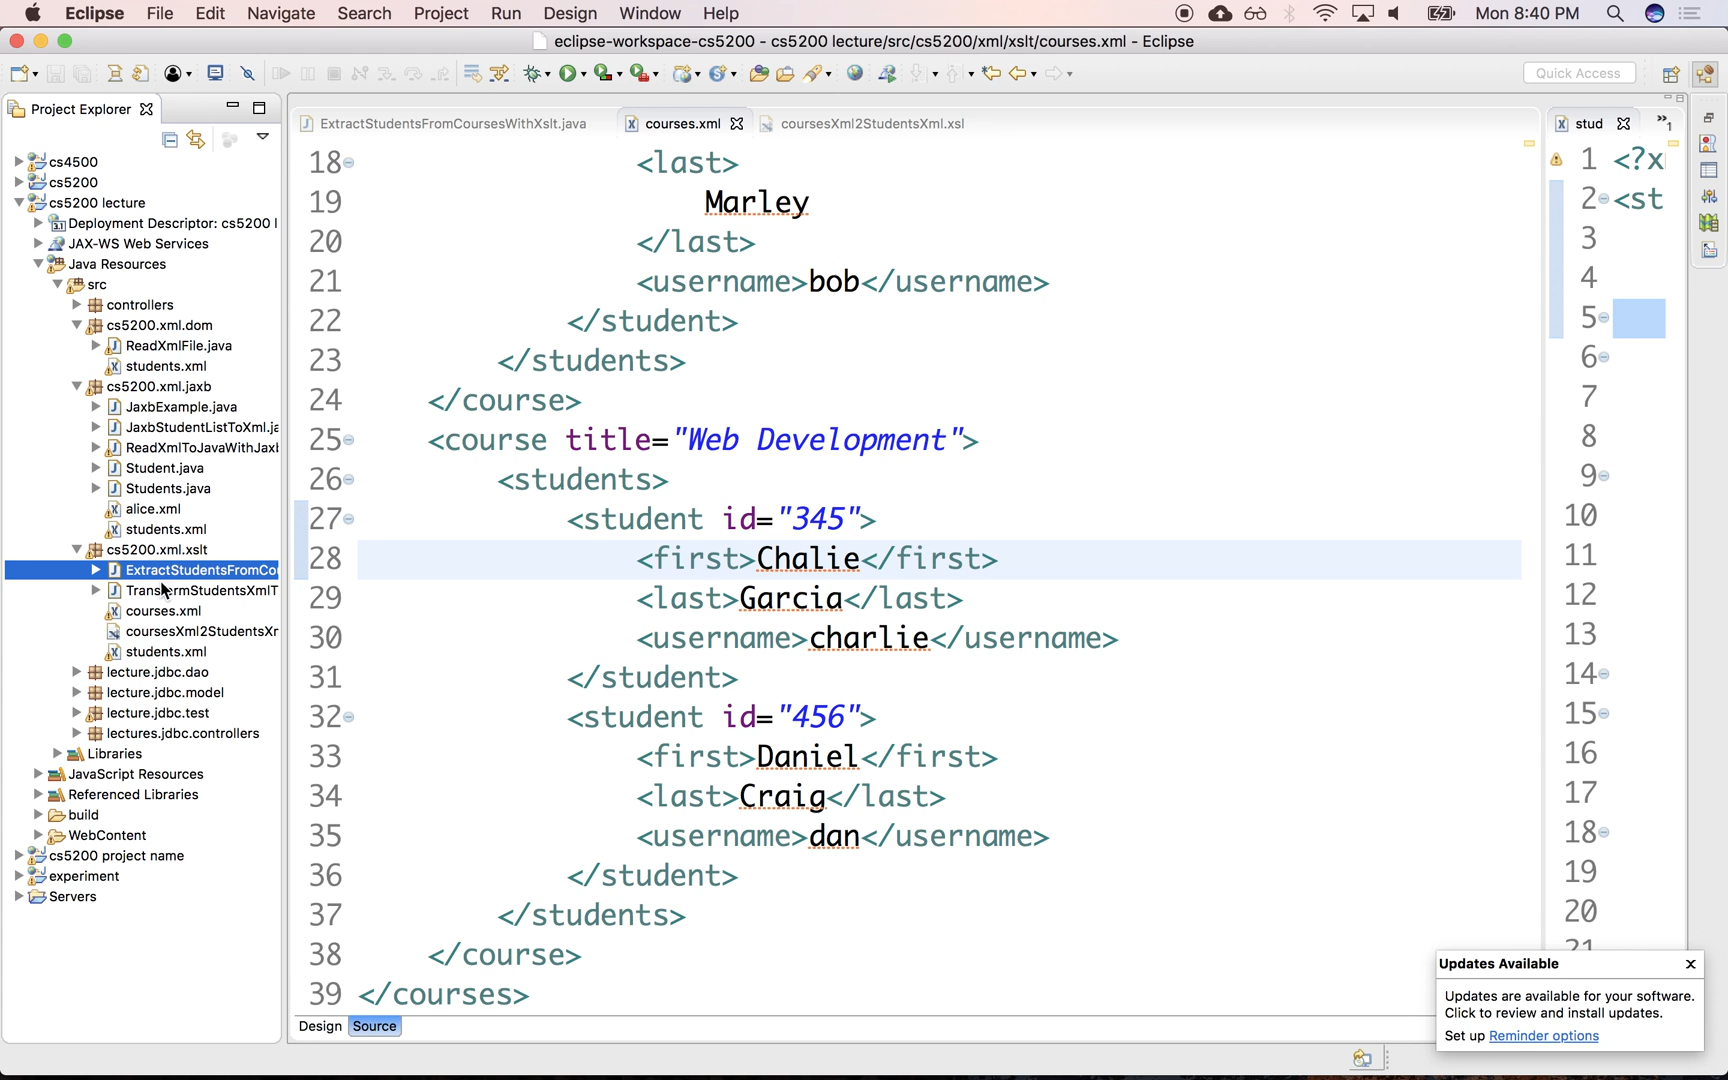 Eclipse File Edit Navigate Search Project Run Design Window Help Mon 8:40 PM
eclipse-workspace-cs5200 - cs5200 lecture/src/cs5200/xml/xslt/courses.xml - Eclipse
Quick Access
Project Explorer
cs4500
cs5200
cs5200 lecture
Deployment Descriptor: cs5200 l
JAX-WS Web Services
Java Resources
src
controllers
cs5200.xml.dom
ReadXmlFile.java
students.xml
cs5200.xml.jaxb
JaxbExample.java
JaxbStudentListToXml.ja
ReadXmlToJavaWithJaxb
Student.java
Students.java
alice.xml
students.xml
cs5200.xml.xslt
ExtractStudentsFromCo
TransformStudentsXmlT
courses.xml
coursesXml2StudentsXm
students.xml
lecture.jdbc.dao
lecture.jdbc.model
lecture.jdbc.test
lectures.jdbc.controllers
Libraries
JavaScript Resources
Referenced Libraries
build
WebContent
cs5200 project name
experiment
Servers
ExtractStudentsFromCoursesWithXslt.java courses.xml coursesXml2StudentsXml.xsl
18 <last>
19 Marley
20 </last>
21 <username>bob</username>
22 </student>
23 </students>
24 </course>
25 <course title="Web Development">
26 <students>
27 <student id="345">
28 <first>Chalie</first>
29 <last>Garcia</last>
30 <username>charlie</username>
31 </student>
32 <student id="456">
33 <first>Daniel</first>
34 <last>Craig</last>
35 <username>dan</username>
36 </student>
37 </students>
38 </course>
39 </courses>
Design Source
stud »1
1 <?x
2 <st
3
4
5
6
7
8
9
10
11
12
13
14
15
16
17
18
19
20
21
Updates Available
Updates are available for your software.
Click to review and install updates.
Set up Reminder options